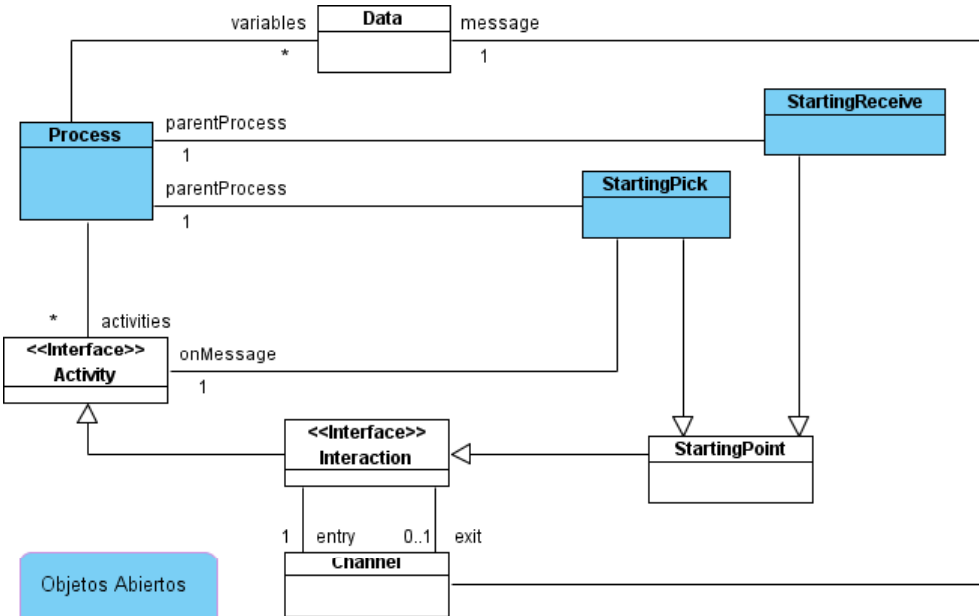 variables
Data
message
*
1
StartingReceive
Process
parentProcess
1
StartingPick
parentProcess
1
*
activities
<<Interface>>
Activity
onMessage
1
<<Interface>>
Interaction
StartingPoint
1
entry
0..1
exit
Channel
Objetos Abiertos